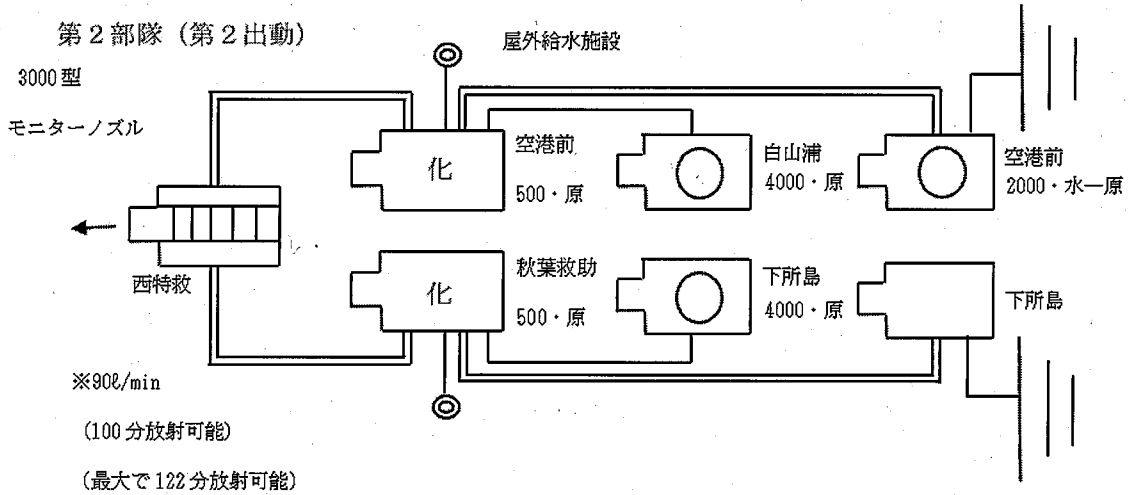 第２部隊（第２出動）
屋外給水施設
3000型
モニターノズル
化
空港前
500・原
白山浦
4000・原
空港前
2000・水一原
西特救
化
秋葉救助
500・原
下所島
4000・原
下所島
※90ℓ/min
(100分放射可能)
(最大で122分放射可能)